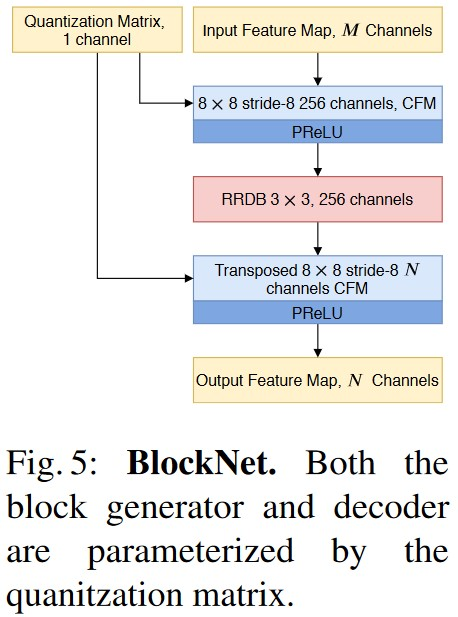 Quantization Matrix,
1 channel
Input Feature Map, M Channels
8 × 8 stride-8 256 channels, CFM
PReLU
RRDB 3 × 3, 256 channels
Transposed 8 × 8 stride-8 N
channels CFM
PReLU
Output Feature Map, N Channels
Fig. 5: BlockNet. Both the
block generator and decoder
are parameterized by the
quanitzation matrix.